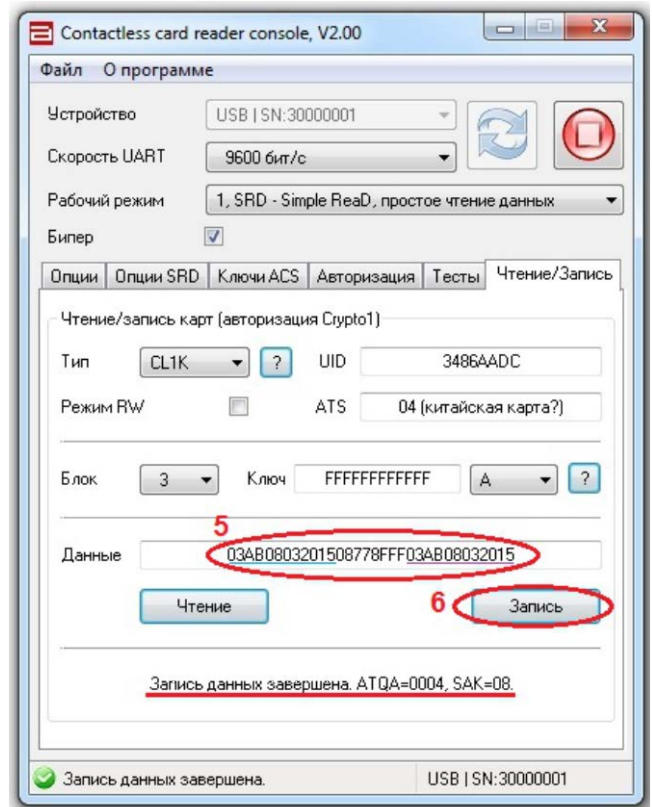 Contactless card reader console, V2.00
Файл О программе
Устройство USB | SN:30000001
Скорость UART 9600 бит/с
Рабочий режим 1, SRD - Simple ReaD, простое чтение данных
Бипер
Опции Опции SRD Ключи ACS Авторизация Тесты Чтение/Запись
Чтение/запись карт (авторизация Crypto1)
Тип CL1K ? UID 3486AADC
Режим RW ATS 04 (китайская карта?)
Блок 3 Ключ FFFFFFFFFFFF A ?
5
Данные 03AB0803201508778FFF03AB08032015
Чтение 6 Запись
Запись данных завершена. ATQA=0004, SAK=08.
Запись данных завершена. USB | SN:30000001